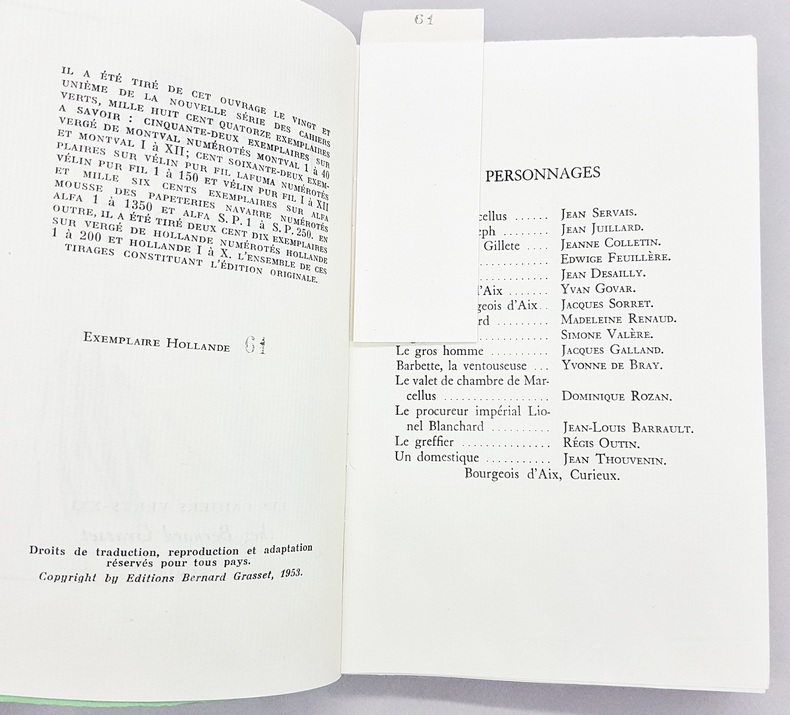 IL A ÉTÉ TIRÉ DE CET OUVRAGE LE VINGT ET
UNIÈME DE LA NOUVELLE SÉRIE DES CAHIERS
VERTS, MILLE HUIT CENT QUATORZE EXEMPLAIRES
A SAVOIR : CINQUANTE-DEUX EXEMPLAIRES SUR
VERGÉ DE MONTVAL NUMÉROTÉS MONTVAL 1 à 40
ET MONTVAL I à XII; CENT SOIXANTE-DEUX EXEM-
PLAIRES SUR VÉLIN PUR FIL LAFUMA NUMÉROTÉS
VÉLIN PUR FIL 1 à 150 ET VÉLIN PUR FIL I à XII
ET MILLE SIX CENTS EXEMPLAIRES SUR ALFA
MOUSSE DES PAPETERIES NAVARRE NUMÉROTÉS
ALFA 1 à 1350 ET ALFA S. P. 1 à S. P. 250. EN
OUTRE, IL A ÉTÉ TIRÉ DEUX CENT DIX EXEMPLAIRES
SUR VERGÉ DE HOLLANDE NUMÉROTÉS HOLLANDE
1 à 200 ET HOLLANDE I à X. L'ENSEMBLE DE CES
TIRAGES CONSTITUANT L'ÉDITION ORIGINALE.
EXEMPLAIRE HOLLANDE 61
Droits de traduction, reproduction et adaptation
réservés pour tous pays.
Copyright by Editions Bernard Grasset, 1953.
61
PERSONNAGES
cellus ...... JEAN SERVAIS.
eph ........ JEAN JUILLARD.
Gillete .... JEANNE COLLETIN.
EDWIGE FEUILLÈRE.
JEAN DESAILLY.
d'Aix ....... YVAN GOVAR.
geois d'Aix.. JACQUES SORRET.
rd ......... MADELEINE RENAUD.
SIMONE VALÈRE.
Le gros homme .......... JACQUES GALLAND.
Barbette, la ventouseuse ... YVONNE DE BRAY.
Le valet de chambre de Mar-
cellus .................. DOMINIQUE ROZAN.
Le procureur impérial Lio-
nel Blanchard .......... JEAN-LOUIS BARRAULT.
Le greffier ............... RÉGIS OUTIN.
Un domestique ........... JEAN THOUVENIN.
Bourgeois d'Aix, Curieux.